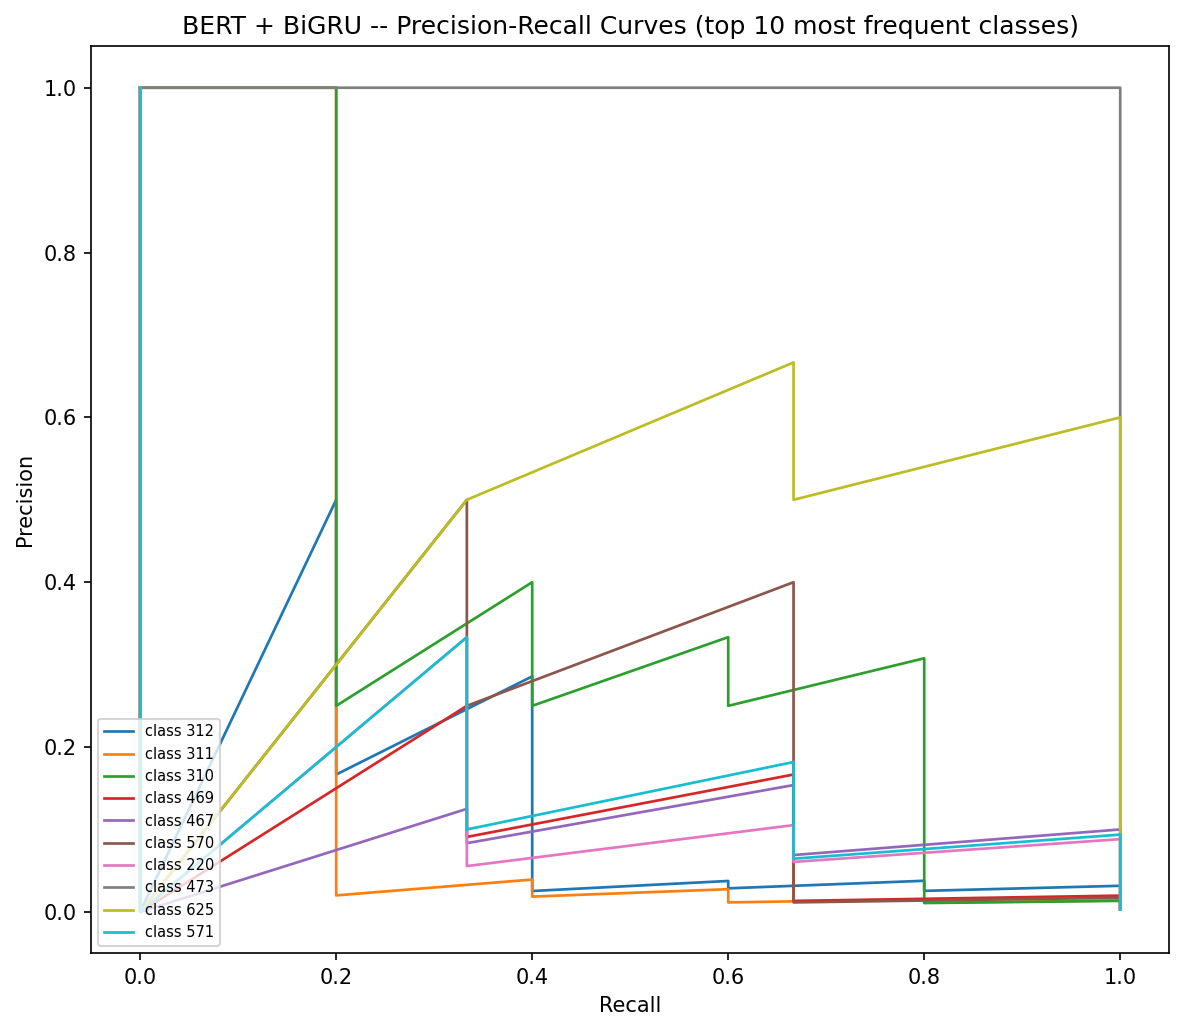 BERT + BiGRU -- Precision-Recall Curves (top 10 most frequent classes)
Precision
1.0
0.8
0.6
0.4
0.2
0.0
class 312
class 311
class 310
class 469
class 467
class 570
class 220
class 473
class 625
class 571
0.0 0.2 0.4 0.6 0.8 1.0
Recall